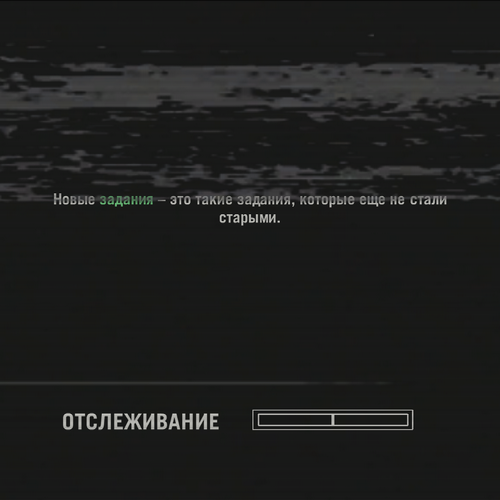 Новые задания – это такие задания, которые еще не стали
старыми.
ОТСЛЕЖИВАНИЕ